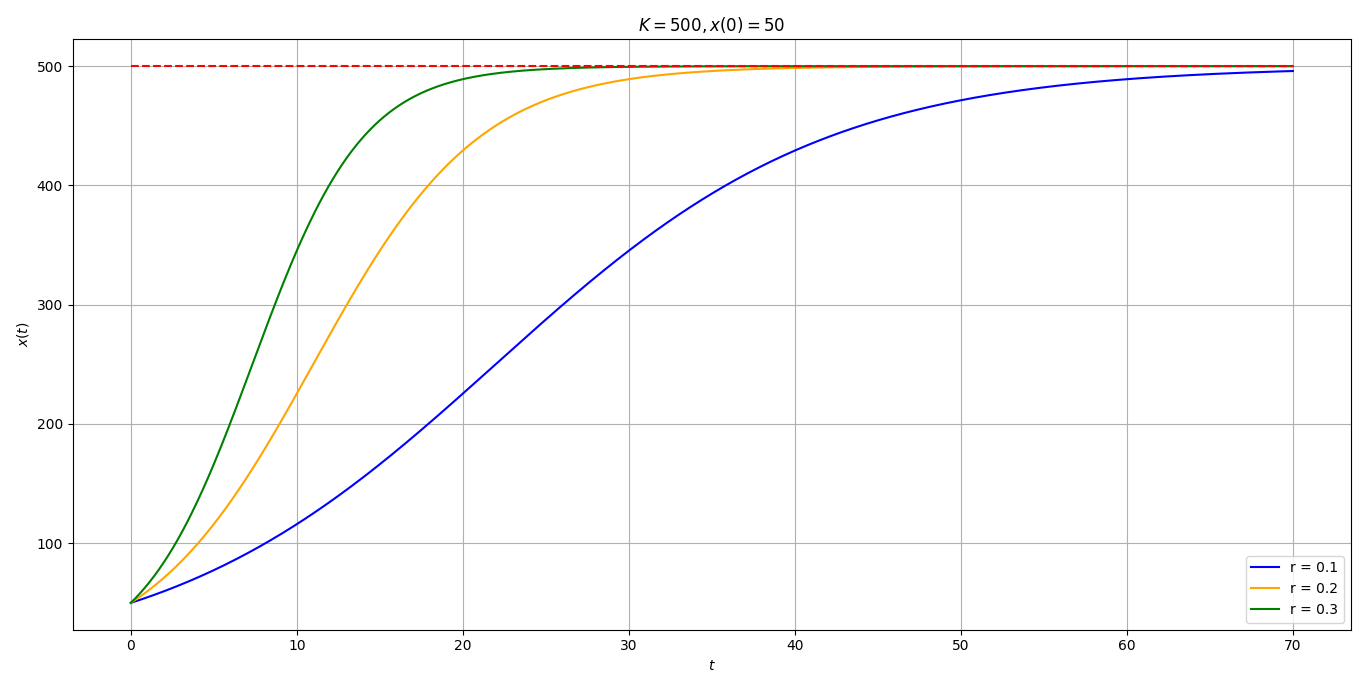 K = 500, x(0) = 50
500
400
300
200
100
x(t)
0 10 20 30 40 50 60 70
t
r = 0.1
r = 0.2
r = 0.3